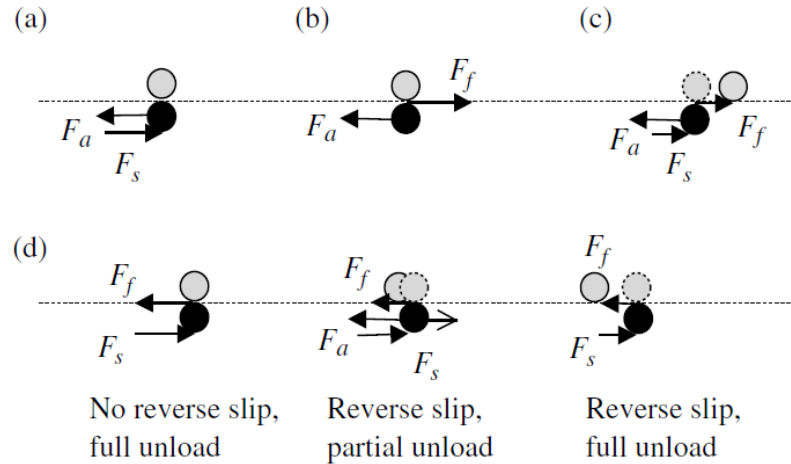 (a)
(b)
(c)
F_a
F_s
F_a
F_f
F_a
F_s
F_f
(d)
F_f
F_s
F_f
F_a
F_s
F_f
F_s
No reverse slip,
full unload
Reverse slip,
partial unload
Reverse slip,
full unload